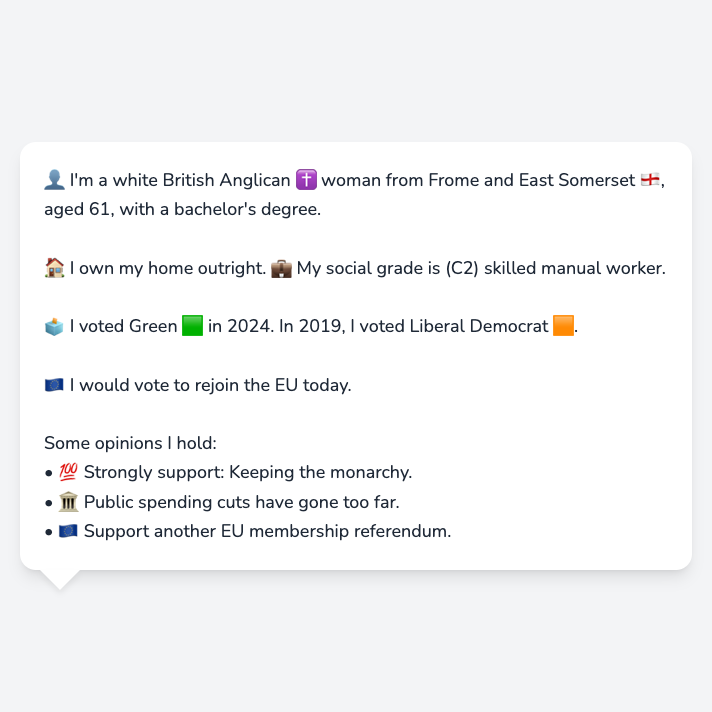 👤 I'm a white British Anglican ✝️ woman from Frome and East Somerset 🏴󠁧󠁢󠁥󠁮󠁧󠁿,
aged 61, with a bachelor's degree.
🏠 I own my home outright. 💼 My social grade is (C2) skilled manual worker.
🗳️ I voted Green 🟩 in 2024. In 2019, I voted Liberal Democrat 🟧.
🇪🇺 I would vote to rejoin the EU today.
Some opinions I hold:
• 💯 Strongly support: Keeping the monarchy.
• 🏛️ Public spending cuts have gone too far.
• 🇪🇺 Support another EU membership referendum.